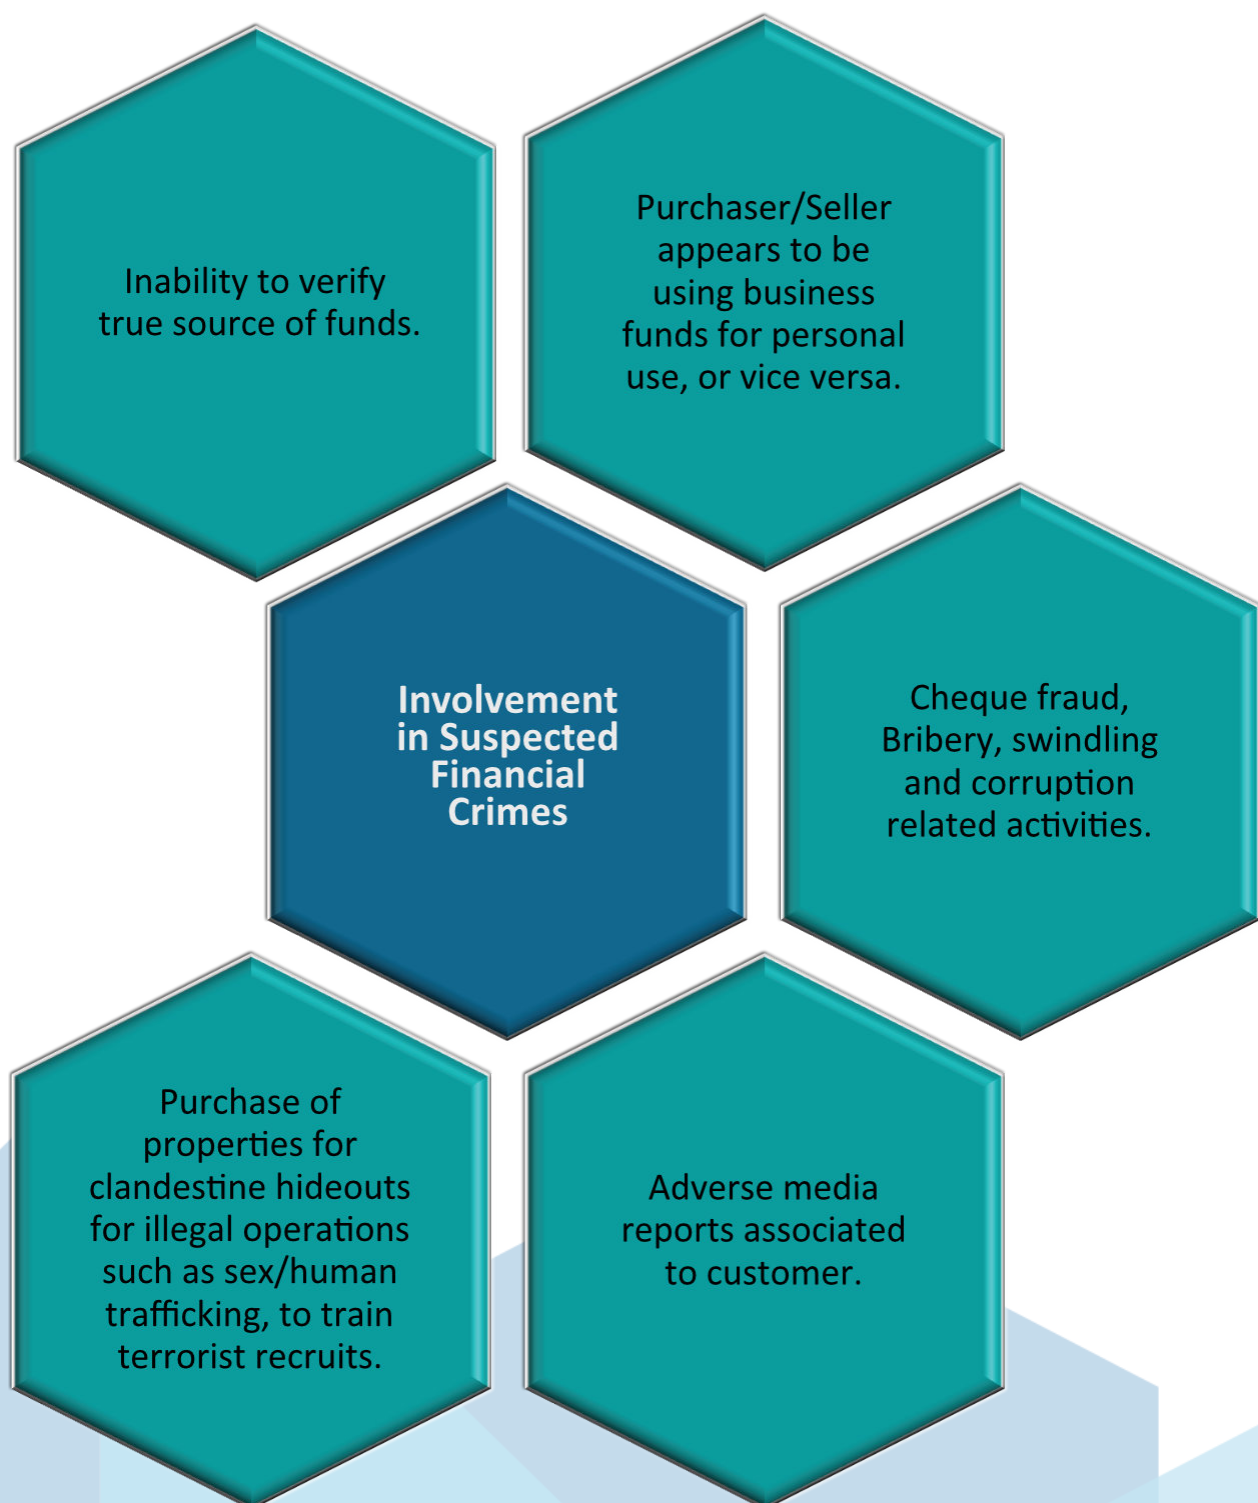 Inability to verify
true source of funds.
Purchaser/Seller
appears to be
using business
funds for personal
use, or vice versa.
Involvement
in Suspected
Financial
Crimes
Cheque fraud,
Bribery, swindling
and corruption
related activities.
Purchase of
properties for
clandestine hideouts
for illegal operations
such as sex/human
trafficking, to train
terrorist recruits.
Adverse media
reports associated
to customer.